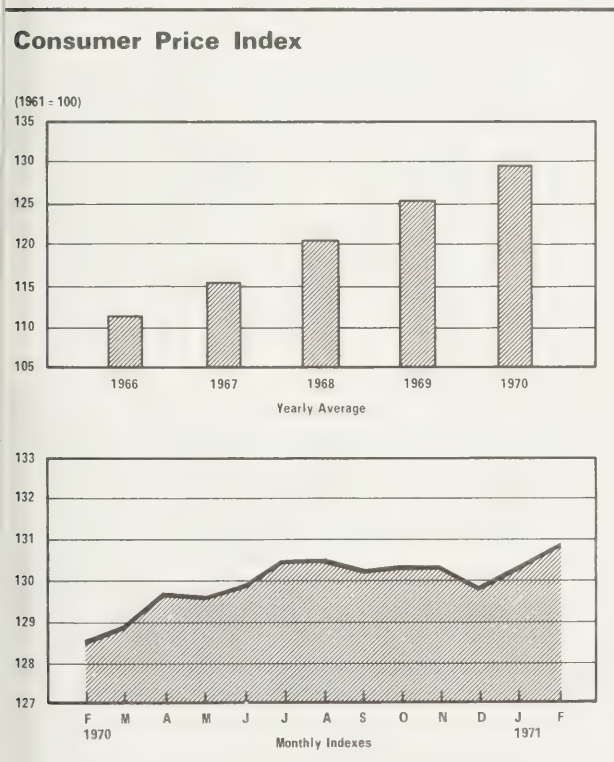 Consumer Price Index
(1961 = 100)
135
130
125
120
115
110
105
1966 1967 1968 1969 1970
Yearly Average
133
132
131
130
129
128
127
F M A M J J A S O N D J F
1970 1971
Monthly Indexes